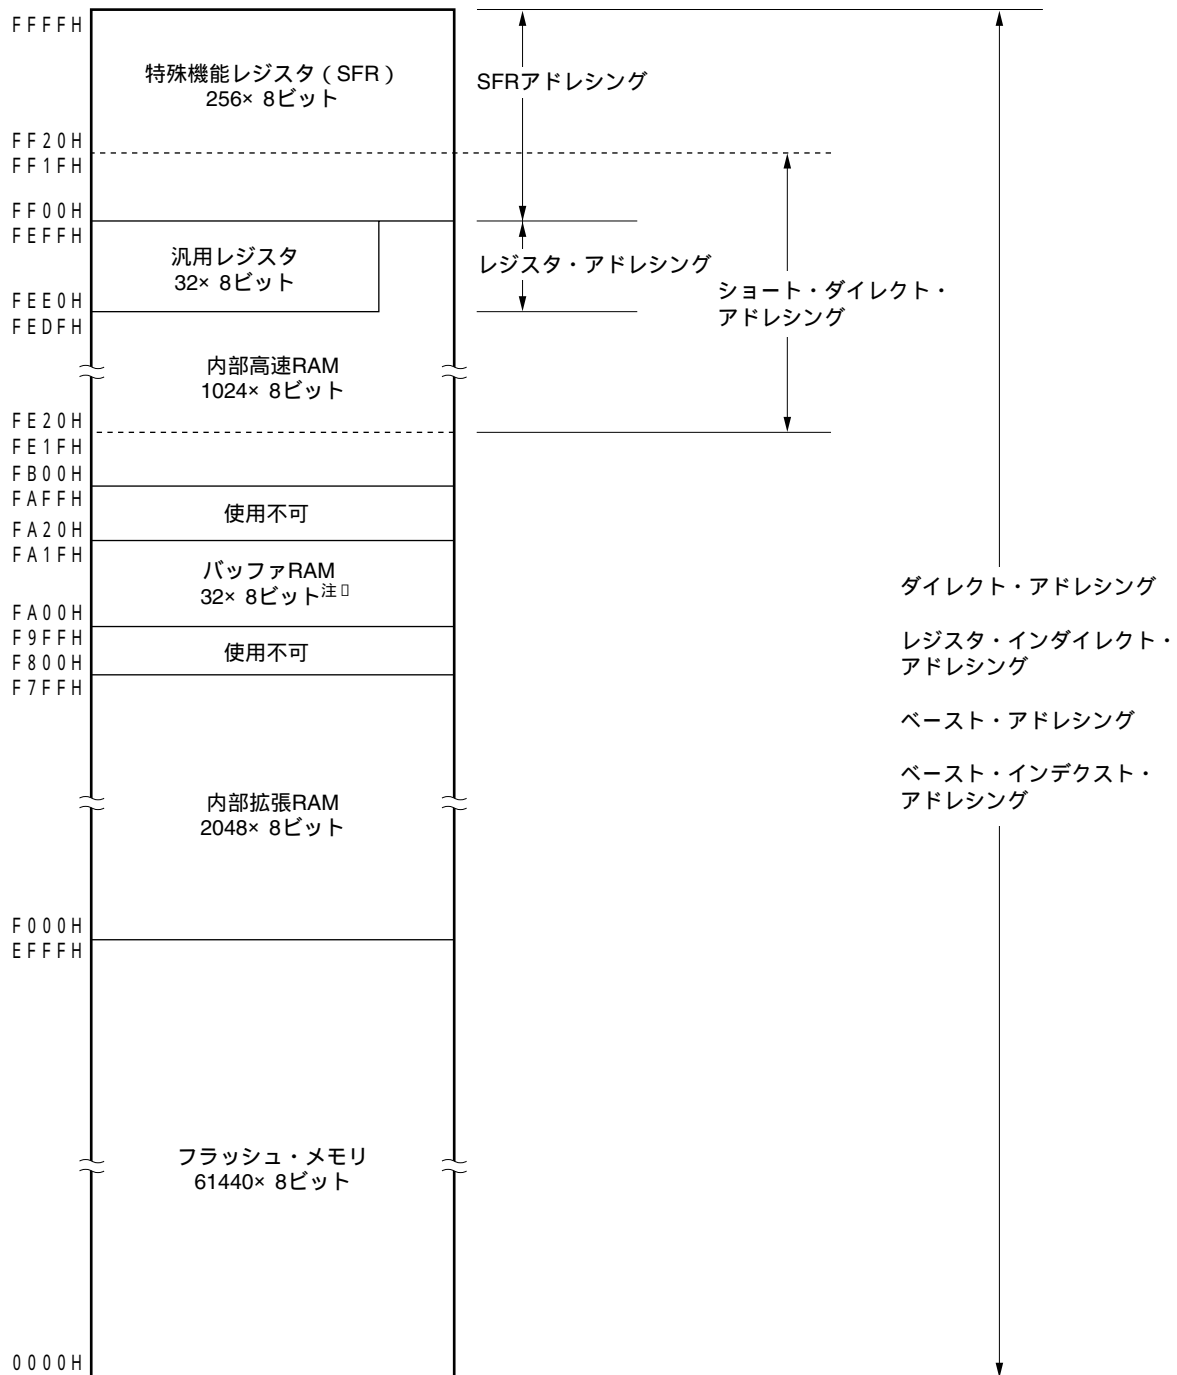 FFFFH
特殊機能レジスタ（SFR）
256× 8ビット
SFRアドレシング
FF20H
FF1FH
FF00H
FEFFH
汎用レジスタ
32× 8ビット
レジスタ・アドレシング
ショート・ダイレクト・
アドレシング
FEE0H
FEDFH
内部高速RAM
1024× 8ビット
FE20H
FE1FH
FB00H
FAFFH
使用不可
FA20H
FA1FH
バッファRAM
32× 8ビット注
FA00H
F9FFH
使用不可
F800H
F7FFH
ダイレクト・アドレシング
レジスタ・インダイレクト・
アドレシング
ベースト・アドレシング
ベースト・インデクスト・
アドレシング
内部拡張RAM
2048× 8ビット
F000H
EFFFH
フラッシュ・メモリ
61440× 8ビット
0000H